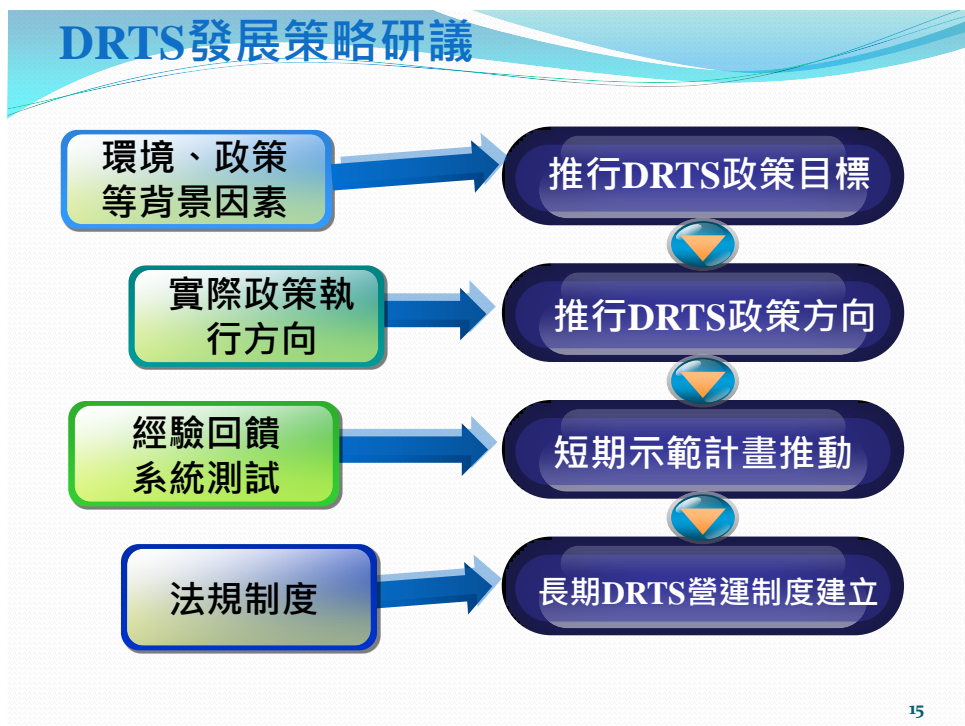 DRTS發展策略研議
環境、政策
等背景因素
推行DRTS政策目標
實際政策執
行方向
推行DRTS政策方向
經驗回饋
系統測試
短期示範計畫推動
法規制度
長期DRTS營運制度建立
15